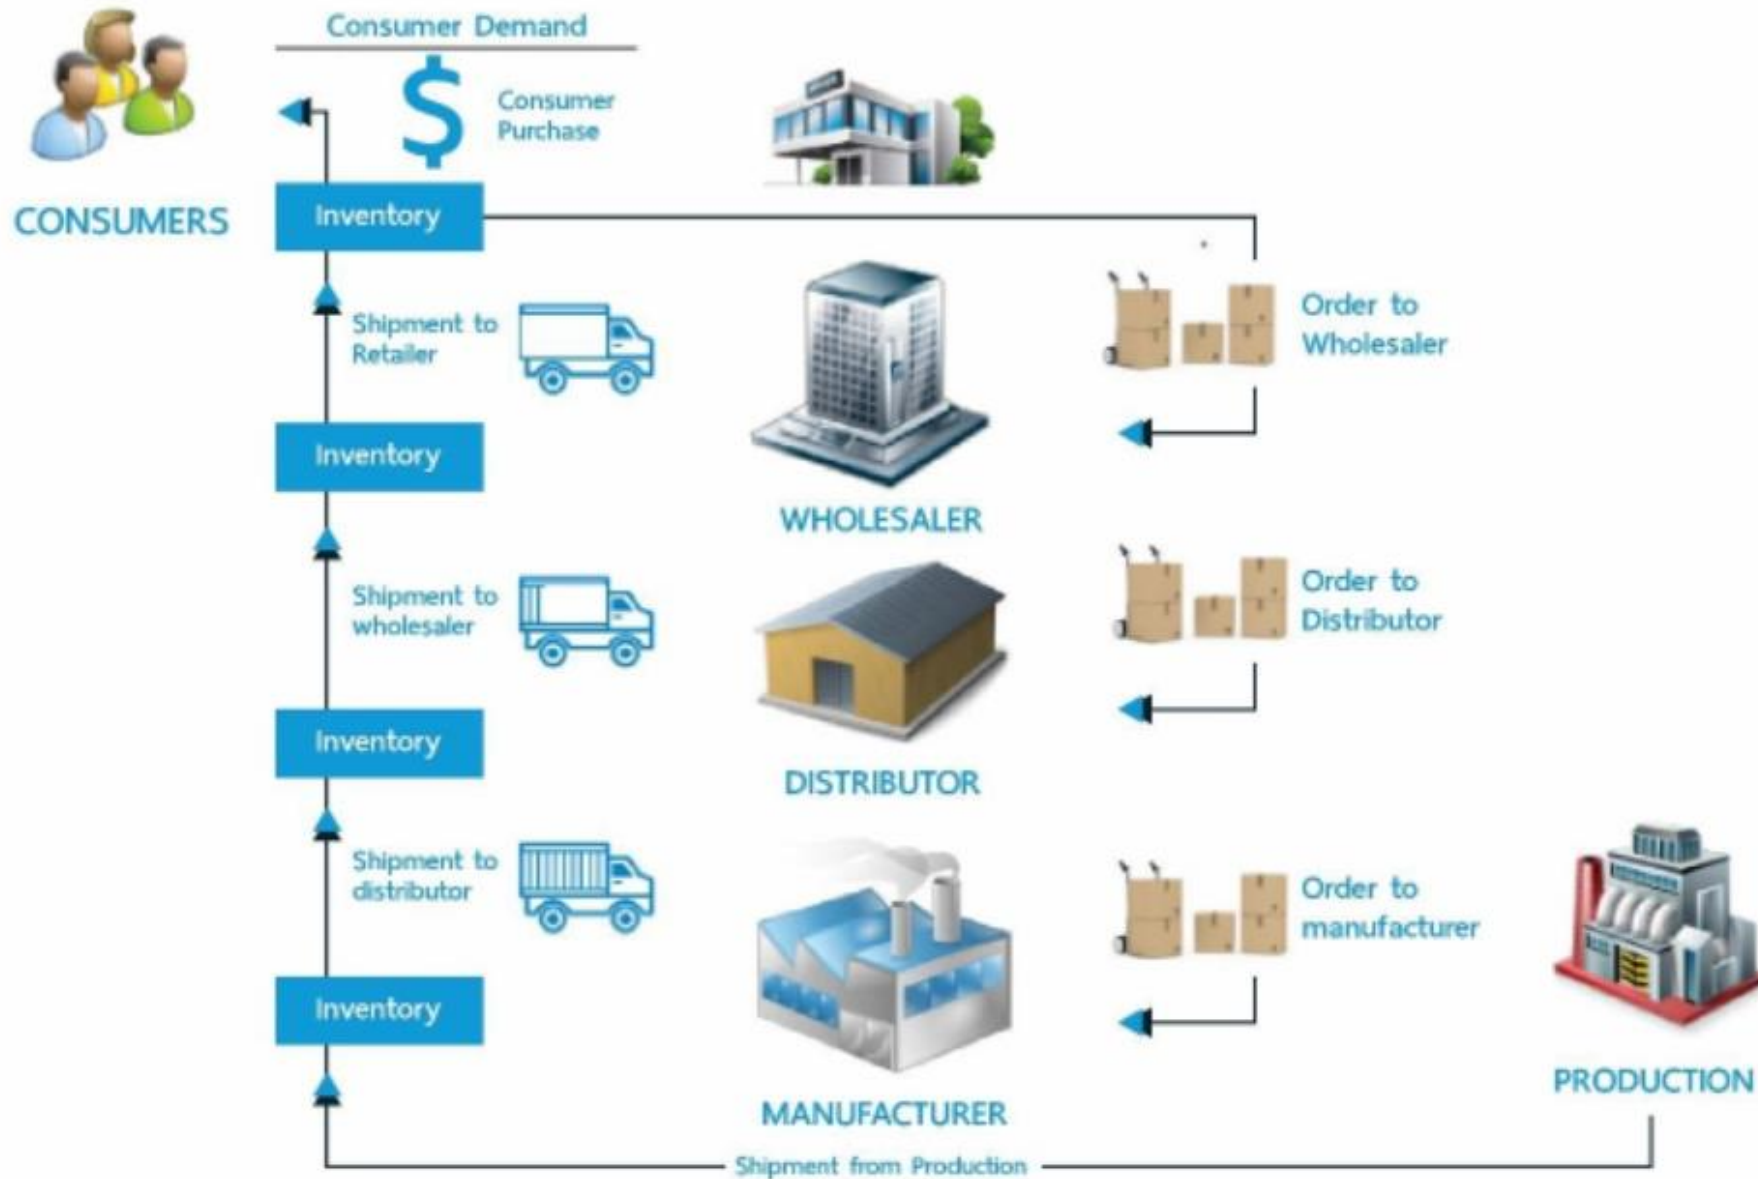 Consumer Demand
Consumer
Purchase
CONSUMERS
Inventory
Shipment to
Retailer
Order to
Wholesaler
Inventory
WHOLESALER
Shipment to
wholesaler
Order to
Distributor
Inventory
DISTRIBUTOR
Shipment to
distributor
Order to
manufacturer
Inventory
PRODUCTION
MANUFACTURER
Shipment from Production